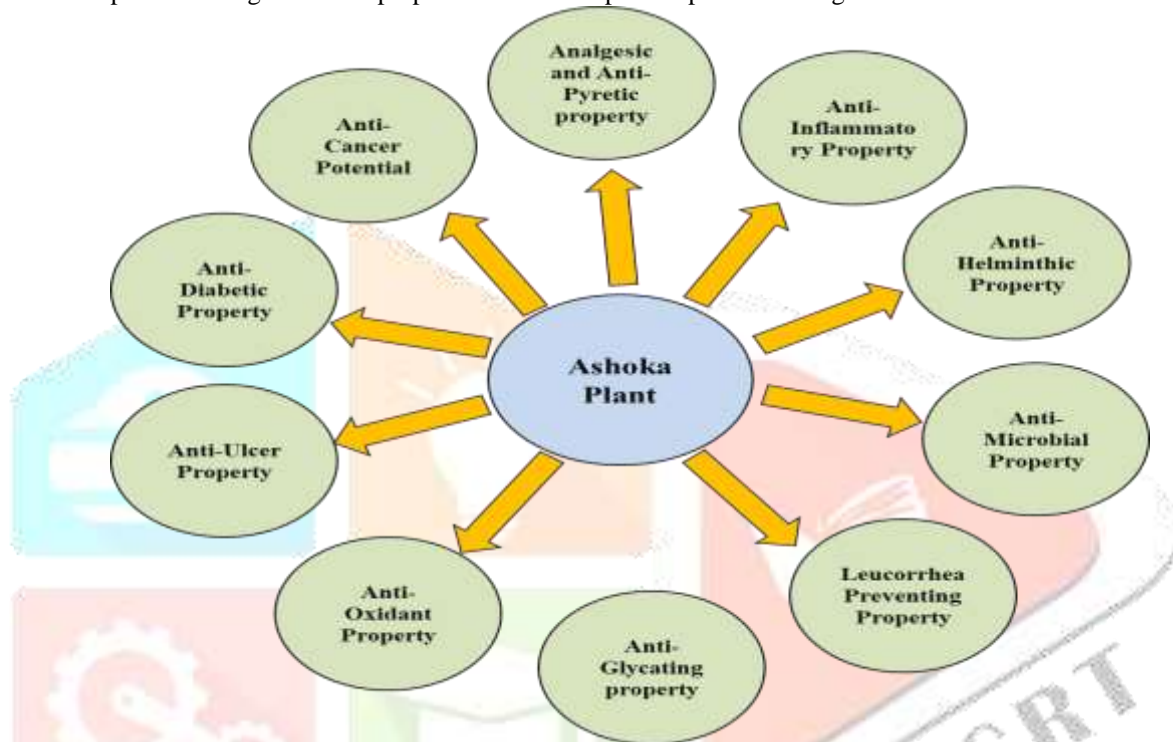 Analgesic
and Anti-
Pyretic
property
Anti-
Inflammato
ry Property
Anti-
Helminthic
Property
Anti-
Microbial
Property
Leucorrhea
Preventing
Property
Anti-
Glycating
property
Anti-
Oxidant
Property
Anti-Ulcer
Property
Anti-
Diabetic
Property
Anti-
Cancer
Potential
Ashoka
Plant
CRT